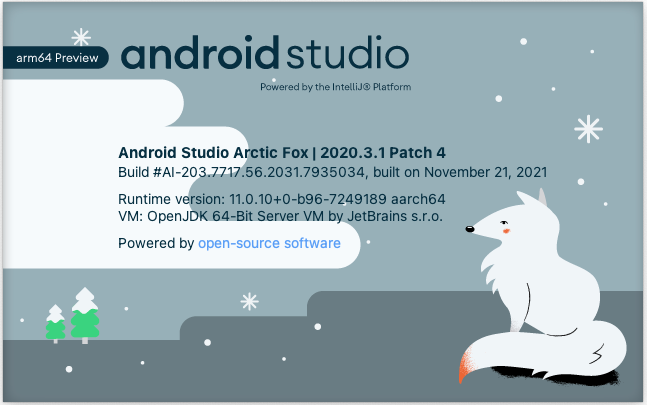 arm64 Preview
android studio
Powered by the IntelliJ® Platform
Android Studio Arctic Fox | 2020.3.1 Patch 4
Build #AI-203.7717.56.2031.7935034, built on November 21, 2021
Runtime version: 11.0.10+0-b96-7249189 aarch64
VM: OpenJDK 64-Bit Server VM by JetBrains s.r.o.
Powered by open-source software